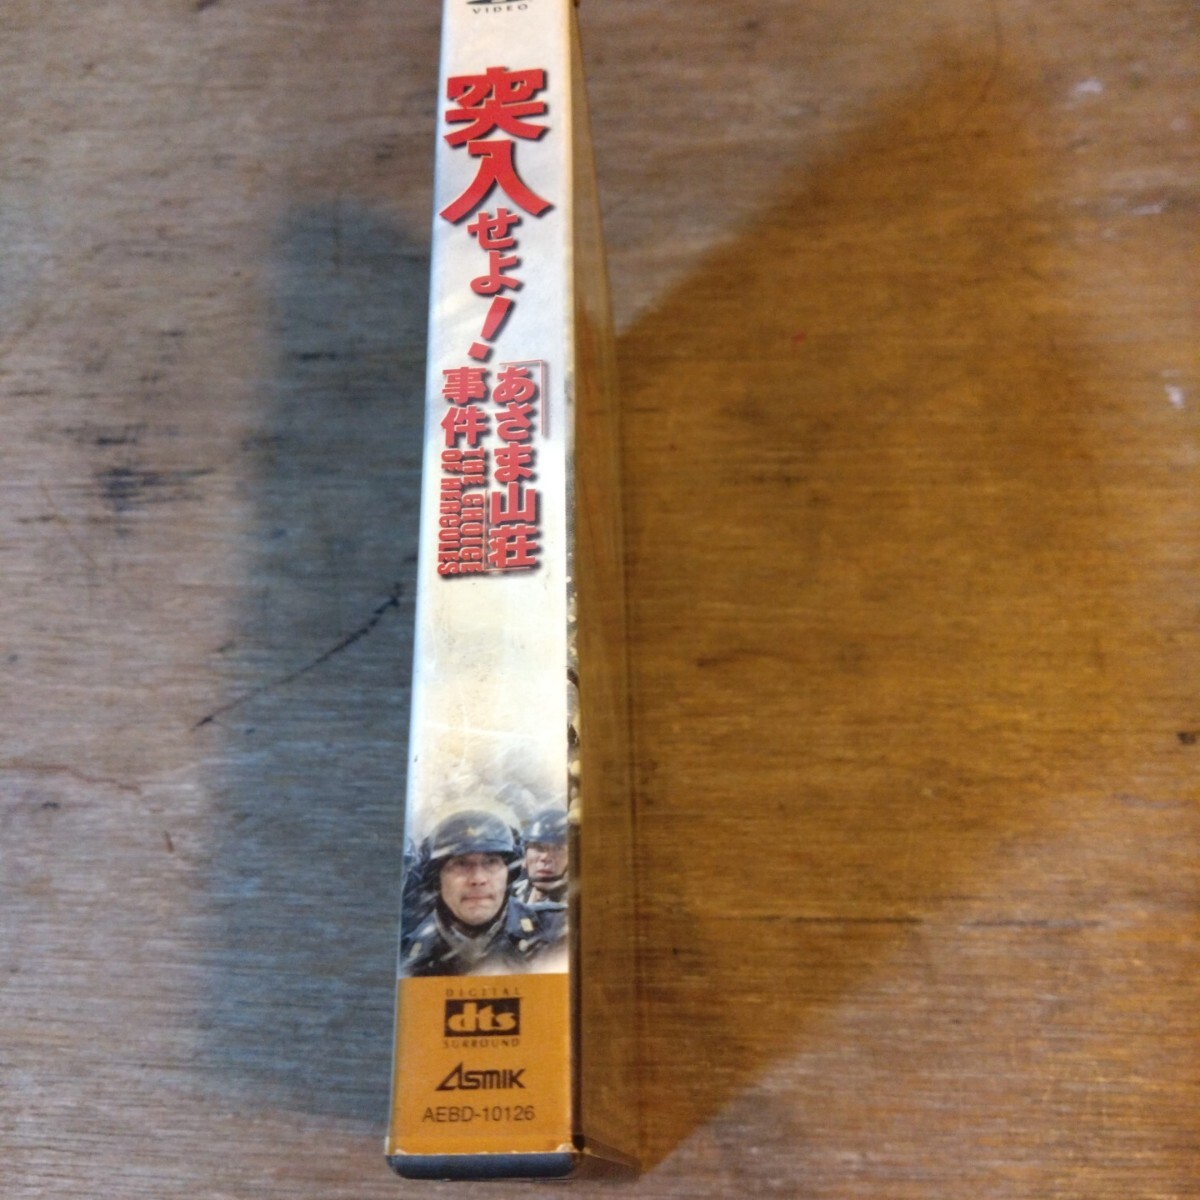 VIDEO
突入せよ!
「あさま山荘」
事件
THE CHOICE
OF HERCULES
DIGITAL
dts
SURROUND
ASMIK
AEBD-10126